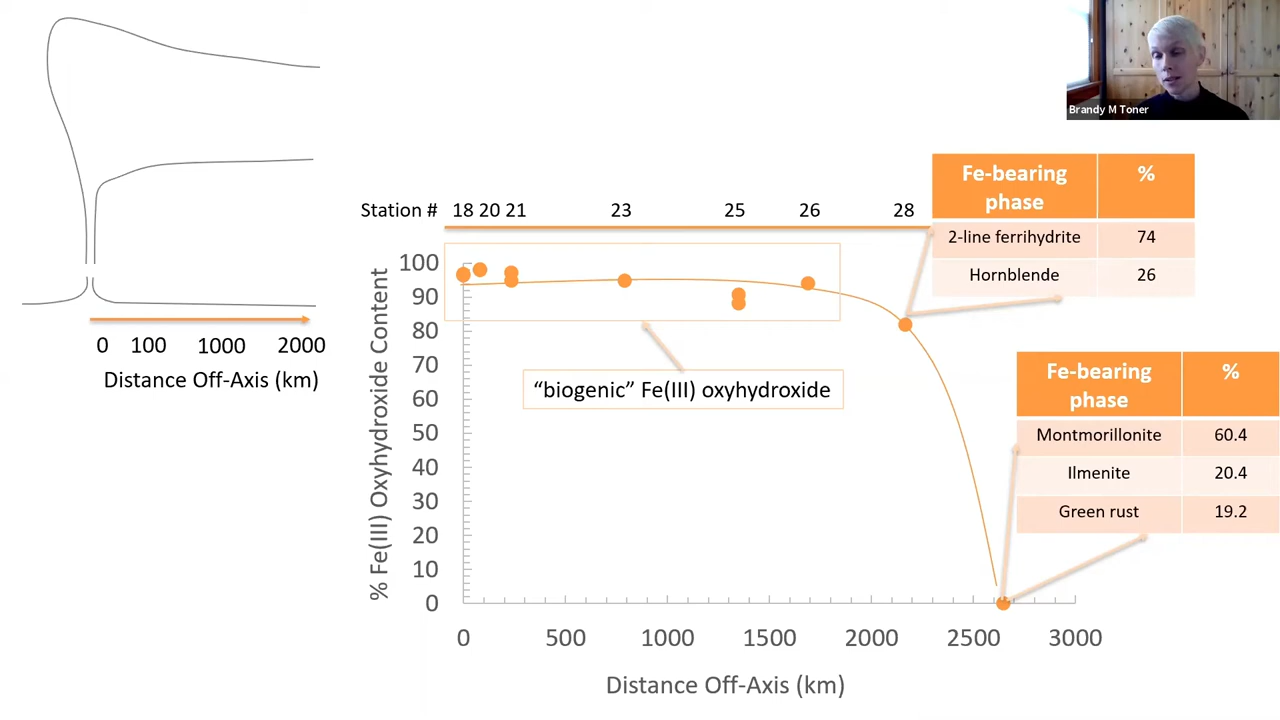 Brandy M Toner
0 100 1000 2000
Distance Off-Axis (km)
Station # 18 20 21 23 25 26 28
% Fe(III) Oxyhydroxide Content
100
90
80
70
60
50
40
30
20
10
0
0 500 1000 1500 2000 2500 3000
Distance Off-Axis (km)
“biogenic” Fe(III) oxyhydroxide
Fe-bearing phase %
2-line ferrihydrite 74
Hornblende 26
Fe-bearing phase %
Montmorillonite 60.4
Ilmenite 20.4
Green rust 19.2